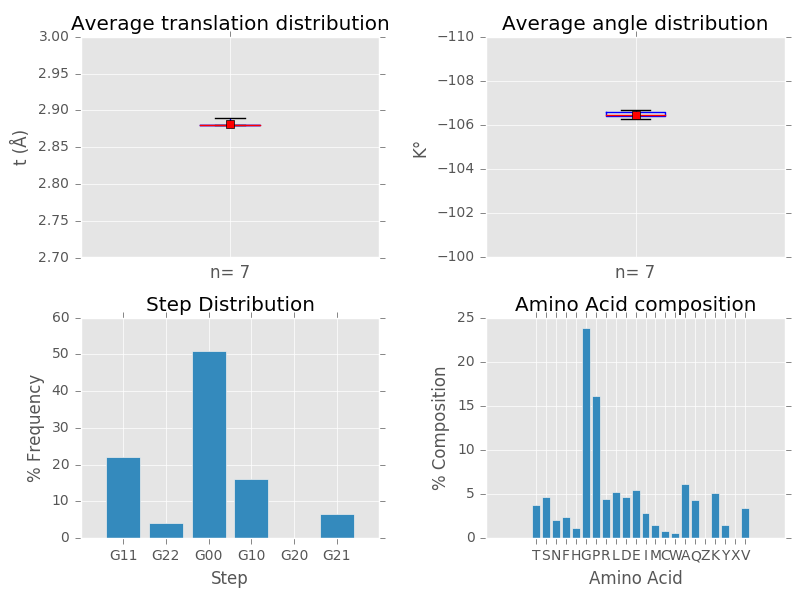 Average translation distribution
3.00
2.95
2.90
2.85
2.80
2.75
2.70
t (Å)
n= 7
Average angle distribution
−110
−108
−106
−104
−102
−100
K°
n= 7
Step Distribution
60
50
40
30
20
10
0
% Frequency
G11 G22 G00 G10 G20 G21
Step
Amino Acid composition
25
20
15
10
5
0
% Composition
T S N F H G P R L D E I M C W A Q Z K Y X V
Amino Acid